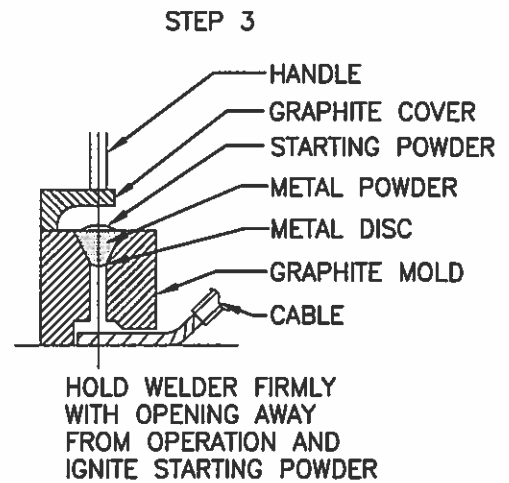 STEP 3
HANDLE
GRAPHITE COVER
STARTING POWDER
METAL POWDER
METAL DISC
GRAPHITE MOLD
CABLE
HOLD WELDER FIRMLY
WITH OPENING AWAY
FROM OPERATION AND
IGNITE STARTING POWDER